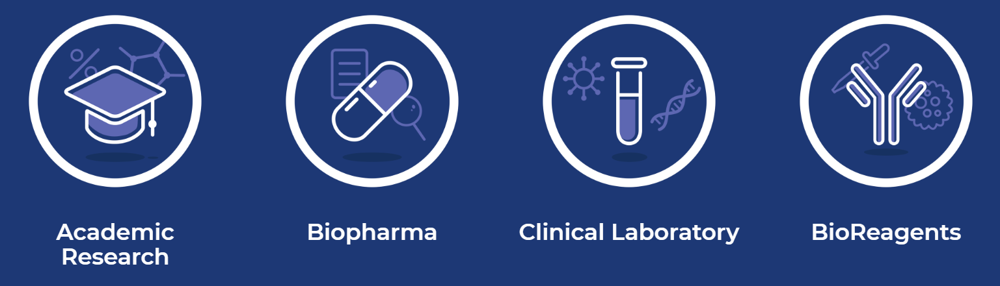 Academic
Research
Biopharma
Clinical Laboratory
BioReagents